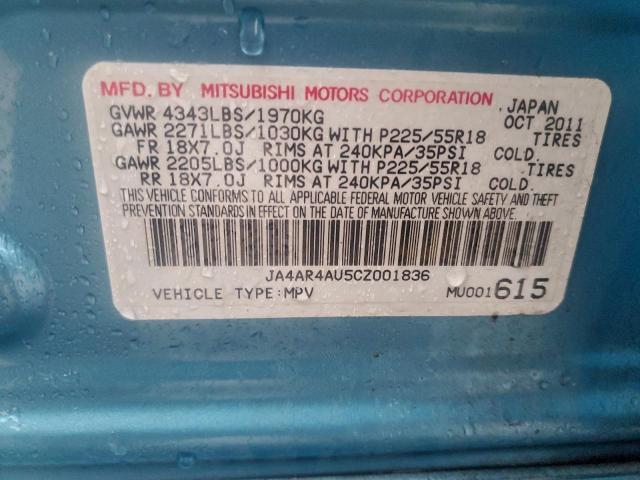 MFD. BY MITSUBISHI MOTORS CORPORATION JAPAN
GVWR 4343LBS/1970KG OCT 2011
GAWR 2271LBS/1030KG WITH P225/55R18 TIRES
FR 18X7.0J RIMS AT 240KPA/35PSI COLD.
GAWR 2205LBS/1000KG WITH P225/55R18 TIRES
RR 18X7.0J RIMS AT 240KPA/35PSI COLD.
THIS VEHICLE CONFORMS TO ALL APPLICABLE FEDERAL MOTOR VEHICLE SAFETY AND THEFT
PREVENTION STANDARDS IN EFFECT ON THE DATE OF MANUFACTURE SHOWN ABOVE.
JA4AR4AU5CZ001836
VEHICLE TYPE:MPV MU001615